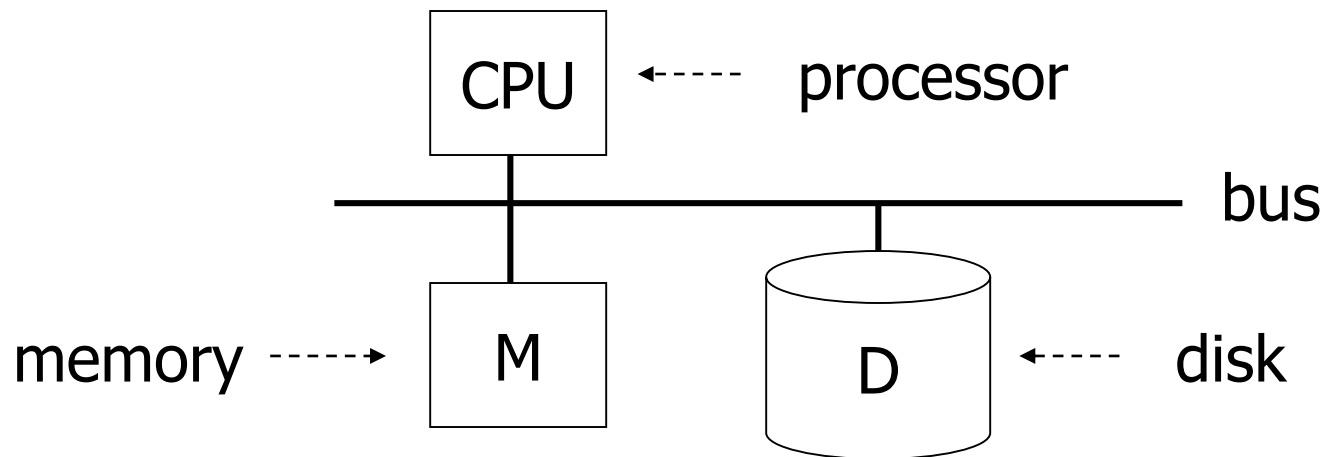 CPU
processor
bus
memory
M
D
disk